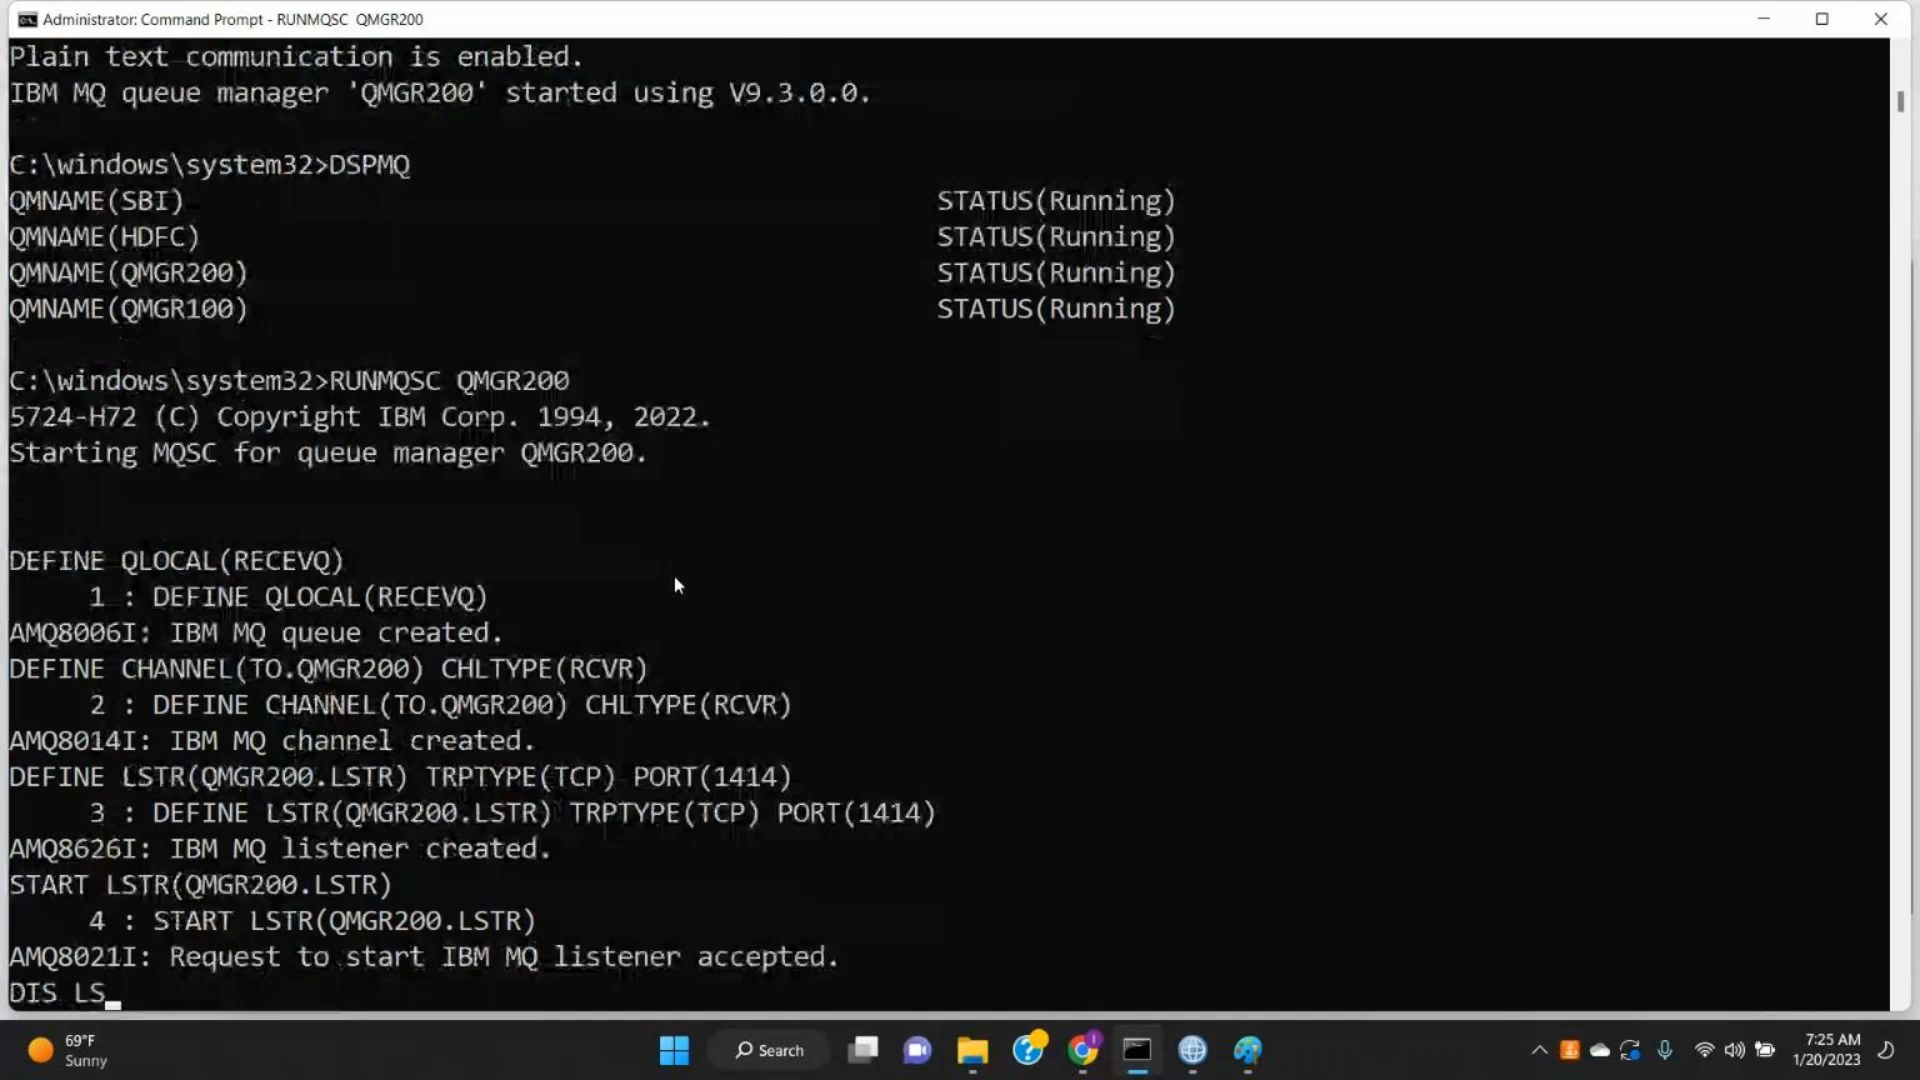 Administrator: Command Prompt - RUNMQSC QMGR200
Plain text communication is enabled.
IBM MQ queue manager 'QMGR200' started using V9.3.0.0.
C:\windows\system32>DSPMQ
QMNAME(SBI) STATUS(Running)
QMNAME(HDFC) STATUS(Running)
QMNAME(QMGR200) STATUS(Running)
QMNAME(QMGR100) STATUS(Running)
C:\windows\system32>RUNMQSC QMGR200
5724-H72 (C) Copyright IBM Corp. 1994, 2022.
Starting MQSC for queue manager QMGR200.
DEFINE QLOCAL(RECEVQ)
1 : DEFINE QLOCAL(RECEVQ)
AMQ8006I: IBM MQ queue created.
DEFINE CHANNEL(TO.QMGR200) CHLTYPE(RCVR)
2 : DEFINE CHANNEL(TO.QMGR200) CHLTYPE(RCVR)
AMQ8014I: IBM MQ channel created.
DEFINE LSTR(QMGR200.LSTR) TRPTYPE(TCP) PORT(1414)
3 : DEFINE LSTR(QMGR200.LSTR) TRPTYPE(TCP) PORT(1414)
AMQ8626I: IBM MQ listener created.
START LSTR(QMGR200.LSTR)
4 : START LSTR(QMGR200.LSTR)
AMQ8021I: Request to start IBM MQ listener accepted.
DIS LS_
69°F
Sunny
Search
7:25 AM
1/20/2023